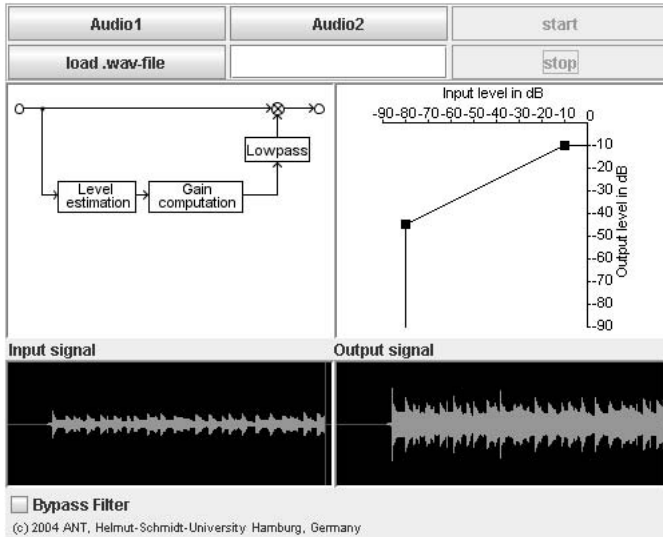 Audio1 Audio2 start
load .wav-file stop
Input level in dB
-90-80-70-60-50-40-30-20-10 0
Lowpass
Level estimation
Gain computation
-10
-20
-30
-40
-50
-60
-70
-80
-90
Output level in dB
Input signal Output signal
Bypass Filter
(c) 2004 ANT, Helmut-Schmidt-University Hamburg, Germany